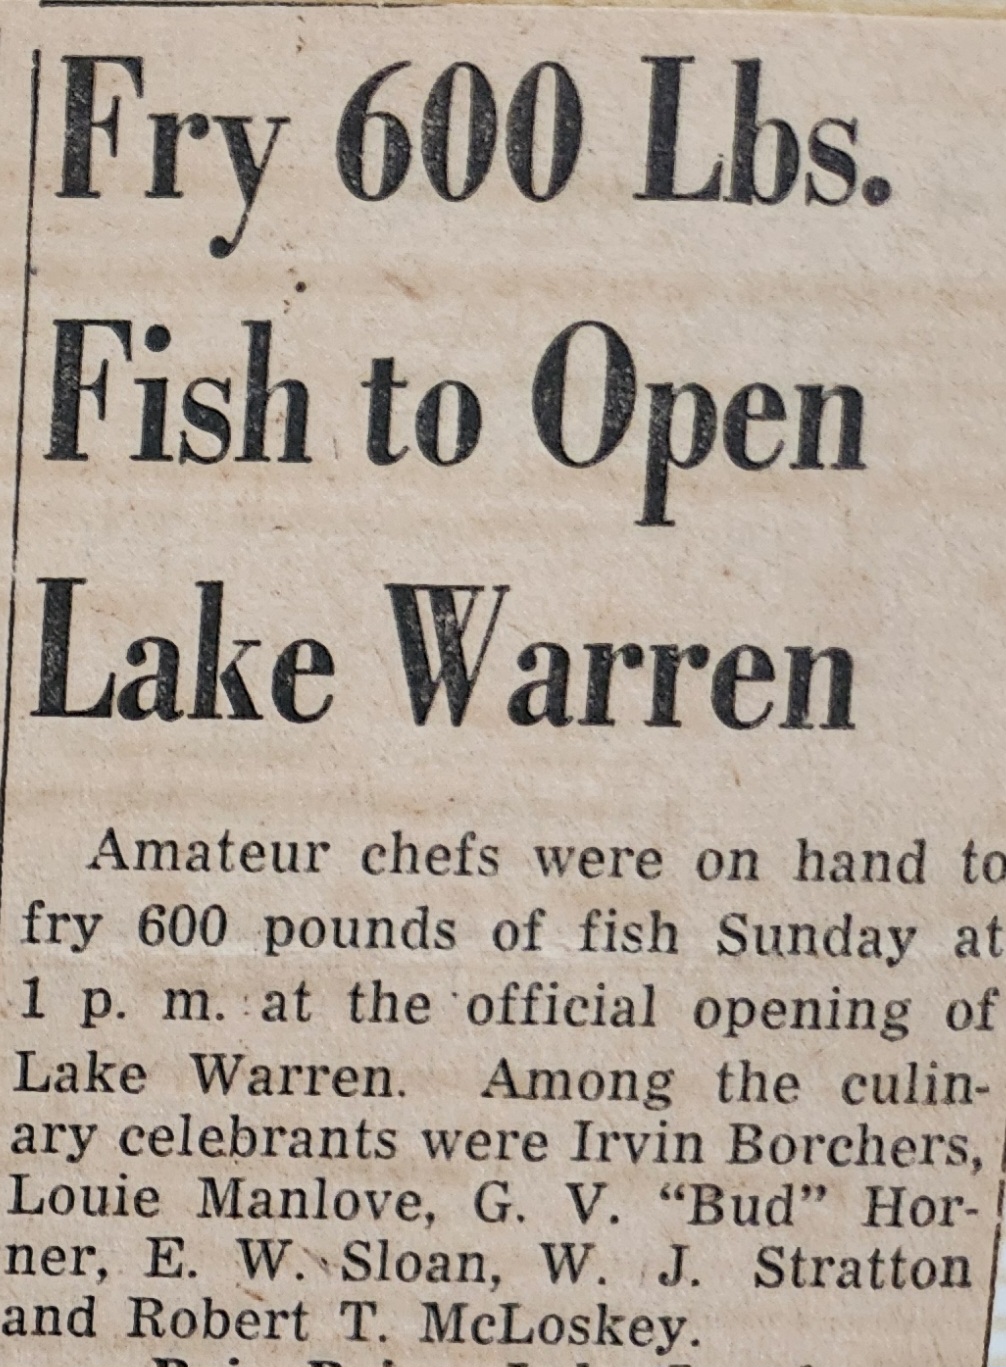 Fry 600 Lbs.
Fish to Open
Lake Warren
Amateur chefs were on hand to
fry 600 pounds of fish Sunday at
1 p. m. at the official opening of
Lake Warren. Among the culin-
ary celebrants were Irvin Borchers,
Louie Manlove, G. V. “Bud” Hor-
ner, E. W. Sloan, W. J. Stratton
and Robert T. McLoskey.